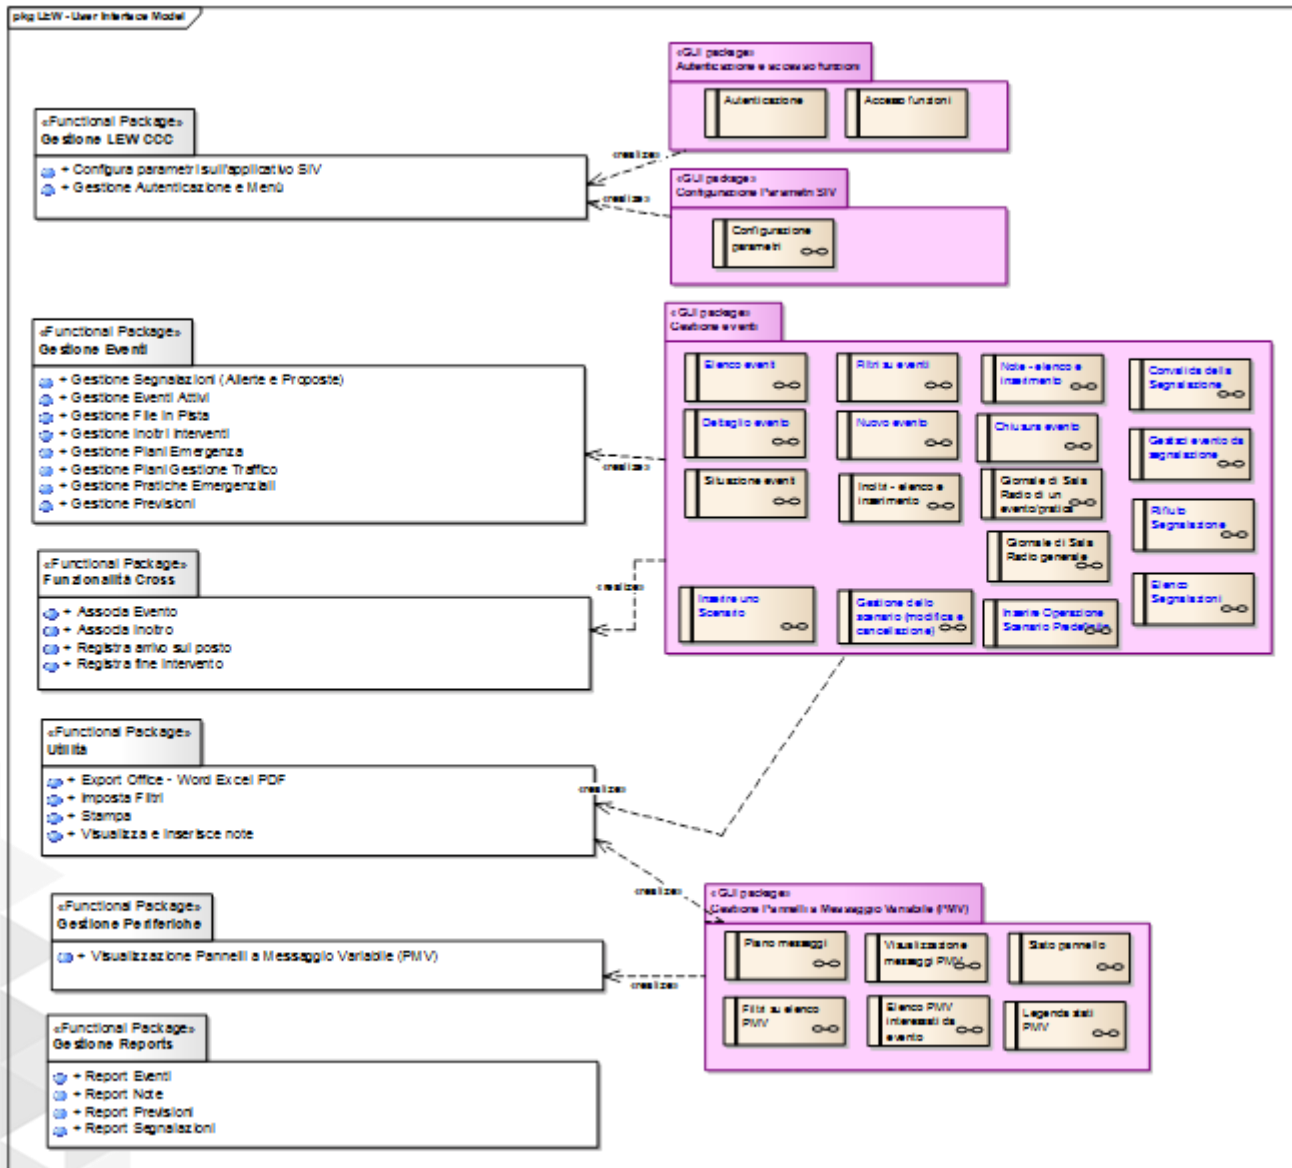 pkg LEW - User Interface Model
«Functional Package»
Gestione LEW CCC
+ Configura parametri sull'applicativo SIV
+ Gestione Autenticazione e Menù
«GUI package»
Autenticazione e accesso funzioni
Autenticazione
Accesso funzioni
«realize»
«GUI package»
Configurazione Parametri SIV
Configurazione
parametri
«realize»
«Functional Package»
Gestione Eventi
+ Gestione Segnalazioni (Allerte e Proposte)
+ Gestione Eventi Attivi
+ Gestione File in Pista
+ Gestione Inoltri Interventi
+ Gestione Piani Emergenza
+ Gestione Piani Gestione Traffico
+ Gestione Pratiche Emergenziali
+ Gestione Previsioni
«realize»
«GUI package»
Gestione eventi
Elenco eventi
Filtri su eventi
Note - elenco e
inserimento
Convalida della
Segnalazione
Dettaglio evento
Nuovo evento
Chiusura evento
Gestisci evento da
segnalazione
Situazione eventi
Inoltri - elenco e
inserimento
Giornale di Sala
Radio di un
evento/pratica
Rifiuto
Segnalazione
Giornale di Sala
Radio generale
Elenco
Segnalazioni
Inserire uno
Scenario
Gestione dello
scenario (modifica e
cancellazione)
Inserire Operazione
Scenario Predefinito
«Functional Package»
Funzionalità Cross
+ Associa Evento
+ Associa Inoltro
+ Registra arrivo sul posto
+ Registra fine intervento
«realize»
«Functional Package»
Utilità
+ Export Office - Word Excel PDF
+ Imposta Filtri
+ Stampa
+ Visualizza e Inserisce note
«realize»
«realize»
«Functional Package»
Gestione Periferiche
+ Visualizzazione Pannelli a Messaggio Variabile (PMV)
«realize»
«GUI package»
Gestione Pannelli a Messaggio Variabile (PMV)
Piano messaggi
Visualizzazione
messaggi PMV
Stato pannello
Filtri su elenco
PMV
Elenco PMV
interessati da
evento
Legenda stati
PMV
«Functional Package»
Gestione Reports
+ Report Eventi
+ Report Note
+ Report Previsioni
+ Report Segnalazioni